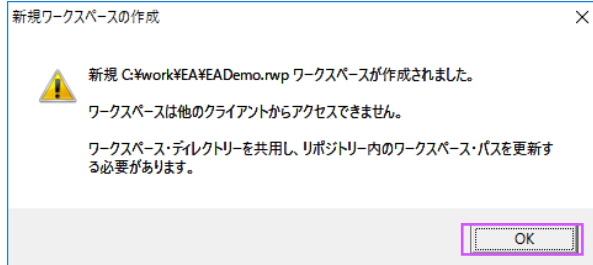 新規ワークスペースの作成
新規 C:¥work¥EA¥EADemo.rwp ワークスペースが作成されました。
ワークスペースは他のクライアントからアクセスできません。
ワークスペース・ディレクトリーを共用し、リポジトリー内のワークスペース・パスを更新す
る必要があります。
OK